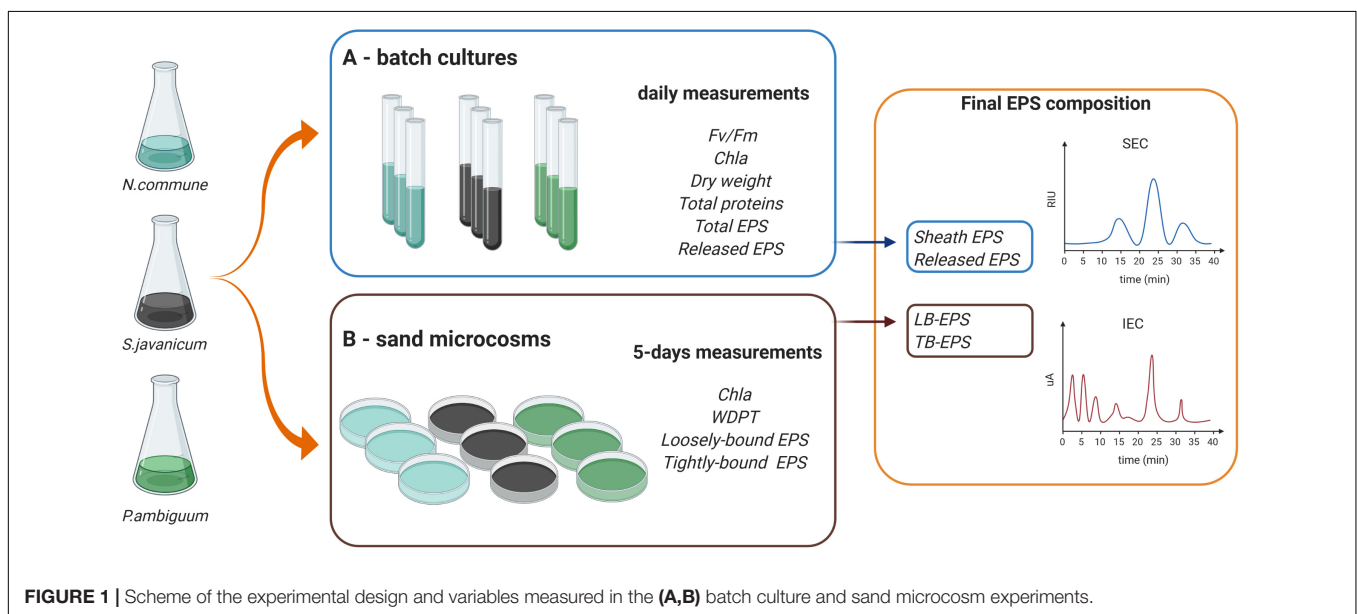 N.commune
S.javanicum
P.ambiguum
A - batch cultures
daily measurements
Fv/Fm
Chla
Dry weight
Total proteins
Total EPS
Released EPS
B - sand microcosms
5-days measurements
Chla
WDPT
Loosely-bound EPS
Tightly-bound EPS
Final EPS composition
Sheath EPS
Released EPS
LB-EPS
TB-EPS
SEC
RIU
0 5 10 15 20 25 30 35 40
time (min)
IEC
uA
0 5 10 15 20 25 30 35 40
time (min)
FIGURE 1 | Scheme of the experimental design and variables measured in the (A,B) batch culture and sand microcosm experiments.